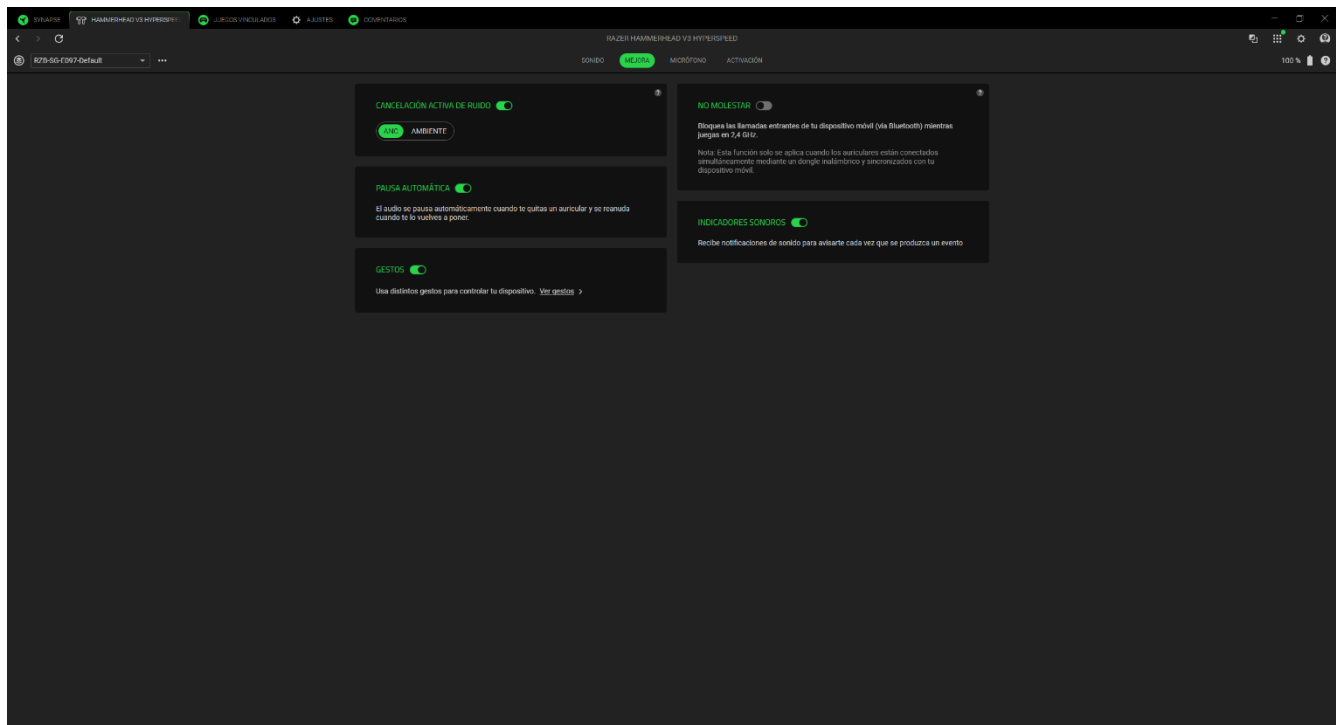 SYNAPSE
HAMMERHEAD V3 HYPERSPE
JUEGOS VINCULADOS
AJUSTES
COMENTARIOS
RAZER HAMMERHEAD V3 HYPERSPEED
RZB-SG-E097-Default
SONIDO
MEJORA
MICRÓFONO
ACTIVACIÓN
100 %
CANCELACIÓN ACTIVA DE RUIDO
ANC
AMBIENTE
PAUSA AUTOMÁTICA
El audio se pausa automáticamente cuando te quitas un auricular y se reanuda
cuando te lo vuelves a poner.
GESTOS
Usa distintos gestos para controlar tu dispositivo. Ver gestos >
NO MOLESTAR
Bloquea las llamadas entrantes de tu dispositivo móvil (vía Bluetooth) mientras
juegas en 2,4 GHz.
Nota: Esta función solo se aplica cuando los auriculares están conectados
simultáneamente mediante un dongle inalámbrico y sincronizados con tu
dispositivo móvil.
INDICADORES SONOROS
Recibe notificaciones de sonido para avisarte cada vez que se produzca un evento